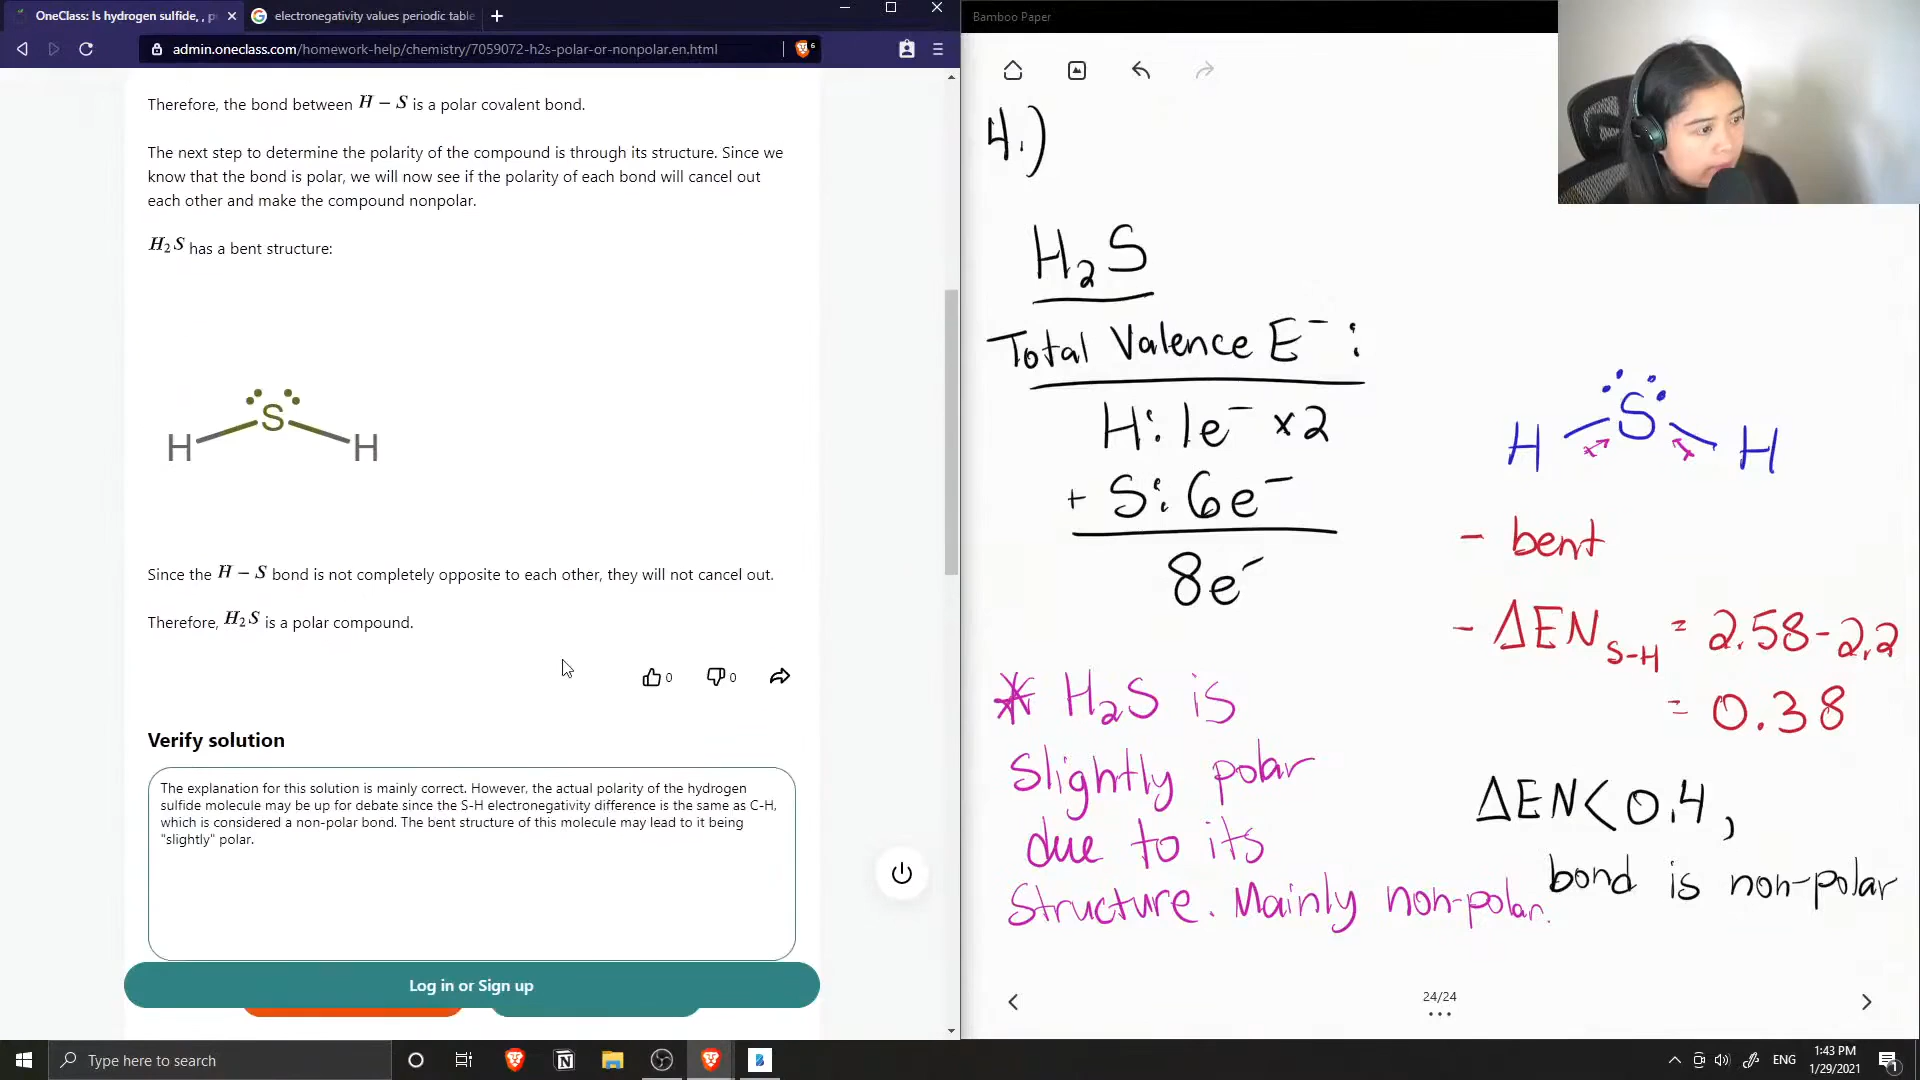 OneClass: Is hydrogen sulfide, , p
electronegativity values periodic table
admin.oneclass.com/homework-help/chemistry/7059072-h2s-polar-or-nonpolar.en.html
6
Therefore, the bond between H − S is a polar covalent bond.
The next step to determine the polarity of the compound is through its structure. Since we
know that the bond is polar, we will now see if the polarity of each bond will cancel out
each other and make the compound nonpolar.
H₂S has a bent structure:
S
H H
Since the H − S bond is not completely opposite to each other, they will not cancel out.
Therefore, H₂S is a polar compound.
0 0
Verify solution
The explanation for this solution is mainly correct. However, the actual polarity of the hydrogen
sulfide molecule may be up for debate since the S-H electronegativity difference is the same as C-H,
which is considered a non-polar bond. The bent structure of this molecule may lead to it being
"slightly" polar.
Log in or Sign up
Bamboo Paper
4.)
H₂S
Total Valence E⁻:
H: 1e⁻ ×2
+ S: 6e⁻
8e⁻
S
H H
- bent
- ΔEN S-H = 2.58-2.2
= 0.38
ΔEN<0.4,
bond is non-polar
* H₂S is
slightly polar
due to its
structure. Mainly non-polar.
24/24
Type here to search
ENG
1:43 PM
1/29/2021
1